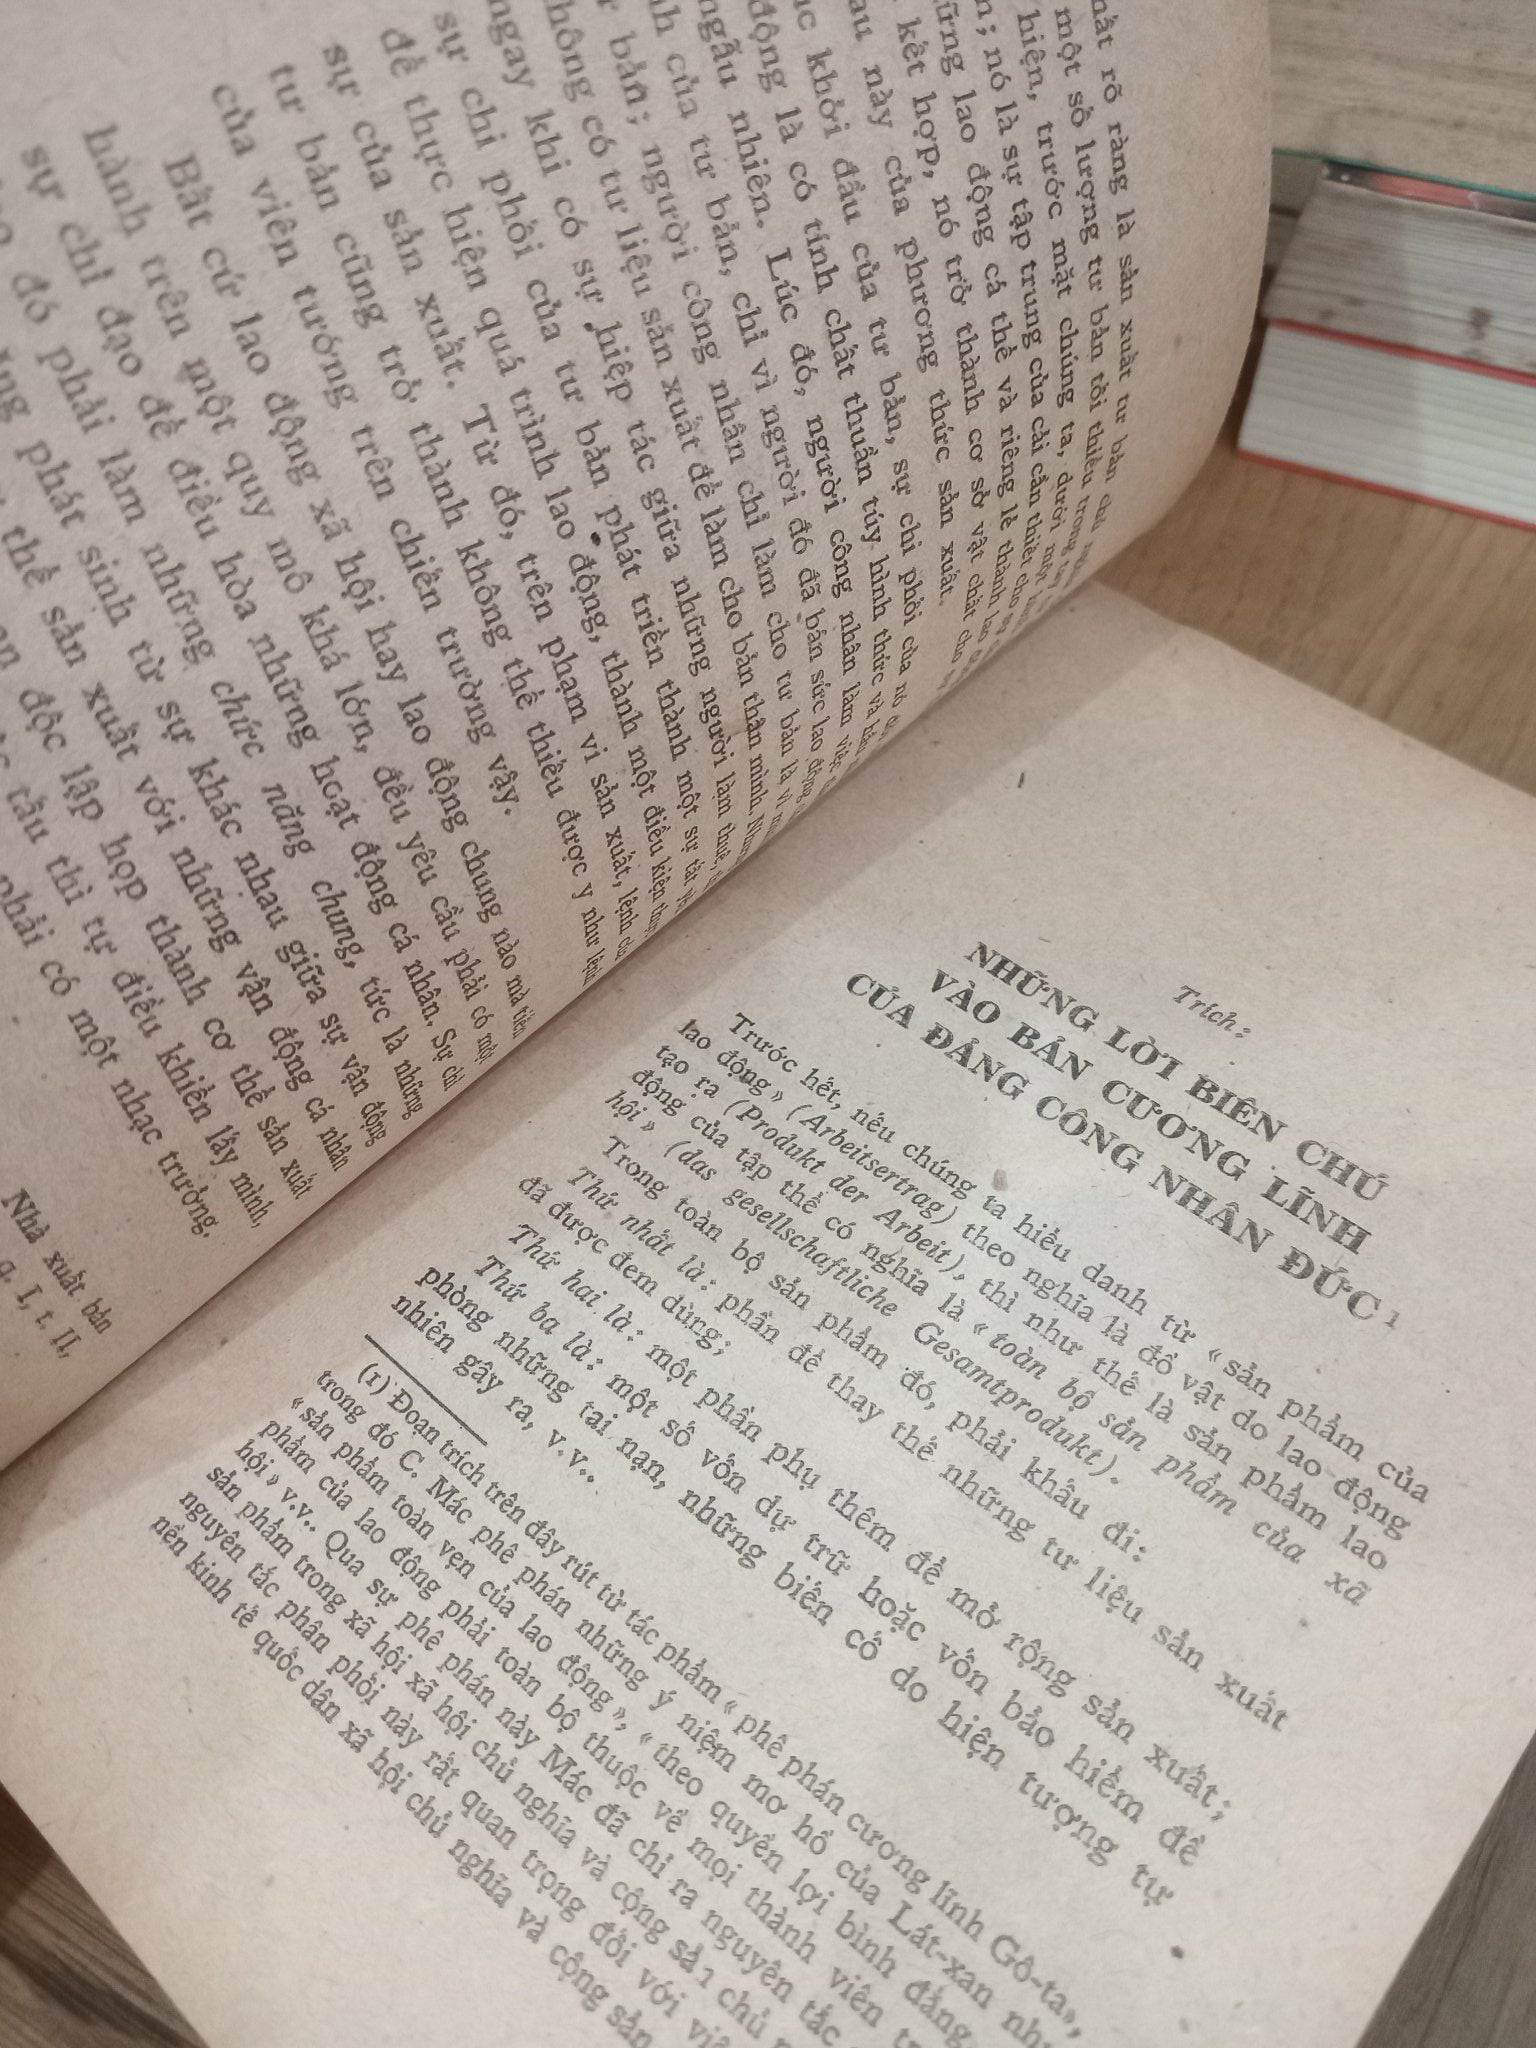 rõ ràng là sản xuất tư bản chủ
một số lượng tư bản tối thiểu trong tay
hiện, trước mặt chúng ta, dưới một
; nó là sự tập trung của cải cần thiết cho sự
lao động cá thể và riêng lẻ thành lao
kết hợp, nó trở thành cơ sở vật chất cho
này của phương thức sản xuất.
khởi đầu của tư bản, sự chi phối của nó
động là có tính chất thuần túy hình thức và hầu
ngẫu nhiên. Lúc đó, người công nhân làm việc
của tư bản, chỉ vì người đó đã bán sức lao động
bản; người công nhân chỉ làm cho tư bản là vì
không có tư liệu sản xuất để làm cho bản thân mình.
ngay khi có sự hiệp tác giữa những người làm thuê,
sự chi phối của tư bản phát triển thành một sự tất
để thực hiện quá trình lao động, thành một điều kiện
sự của sản xuất. Từ đó, trên phạm vi sản xuất, lệnh
tư bản cũng trở thành không thể thiếu được y như lệnh
của viên tướng trên chiến trường vậy.
Bất cứ lao động xã hội hay lao động chung nào mà tiến
hành trên một quy mô khá lớn, đều yêu cầu phải có một
sự chỉ đạo để điều hòa những hoạt động cá nhân. Sự chỉ
đó phải làm những chức năng chung, tức là những
phát sinh từ sự khác nhau giữa sự vận động
thể sản xuất với những vận động cá nhân
độc lập hợp thành cơ thể sản xuất
tấu thì tự điều khiển lấy mình,
phải có một nhạc trưởng.
Nhà xuất bản
q. I, t. II,
Trích:
NHỮNG LỜI BIÊN CHÚ
VÀO BẢN CƯƠNG LĨNH
CỦA ĐẢNG CÔNG NHÂN ĐỨC 1
Trước hết, nếu chúng ta hiểu danh từ « sản phẩm của
lao động» (Arbeitsertrag) theo nghĩa là đồ vật do lao động
tạo ra (Produkt der Arbeit), thì như thế là sản phẩm lao
động của tập thể có nghĩa là «toàn bộ sản phẩm của xã
hội» (das gesellschaftliche Gesamtprodukt).
Trong toàn bộ sản phẩm đó, phải khấu đi:
Thứ nhất là: phần để thay thế những tư liệu sản xuất
đã được đem dùng;
Thứ hai là: một phần phụ thêm để mở rộng sản xuất;
Thứ ba là: một số vốn dự trữ hoặc vốn bảo hiểm để
phòng những tai nạn, những biến cố do hiện tượng tự
nhiên gây ra, v.v..
(1) Đoạn trích trên đây rút từ tác phẩm « phê phán cương lĩnh Gô-ta»,
trong đó C. Mác phê phán những ý niệm mơ hồ của Lát-xan
«sản phẩm toàn vẹn của lao động», «theo quyền lợi bình đẳng,
phẩm của lao động phải toàn bộ thuộc về mọi thành viên
hội» v.v.. Qua sự phê phán này Mác đã chỉ ra nguyên tắc
sản phẩm trong xã hội xã hội chủ nghĩa và cộng sản chủ
nguyên tắc phân phối này rất quan trọng đối với
nền kinh tế quốc dân xã hội chủ nghĩa và cộng sản